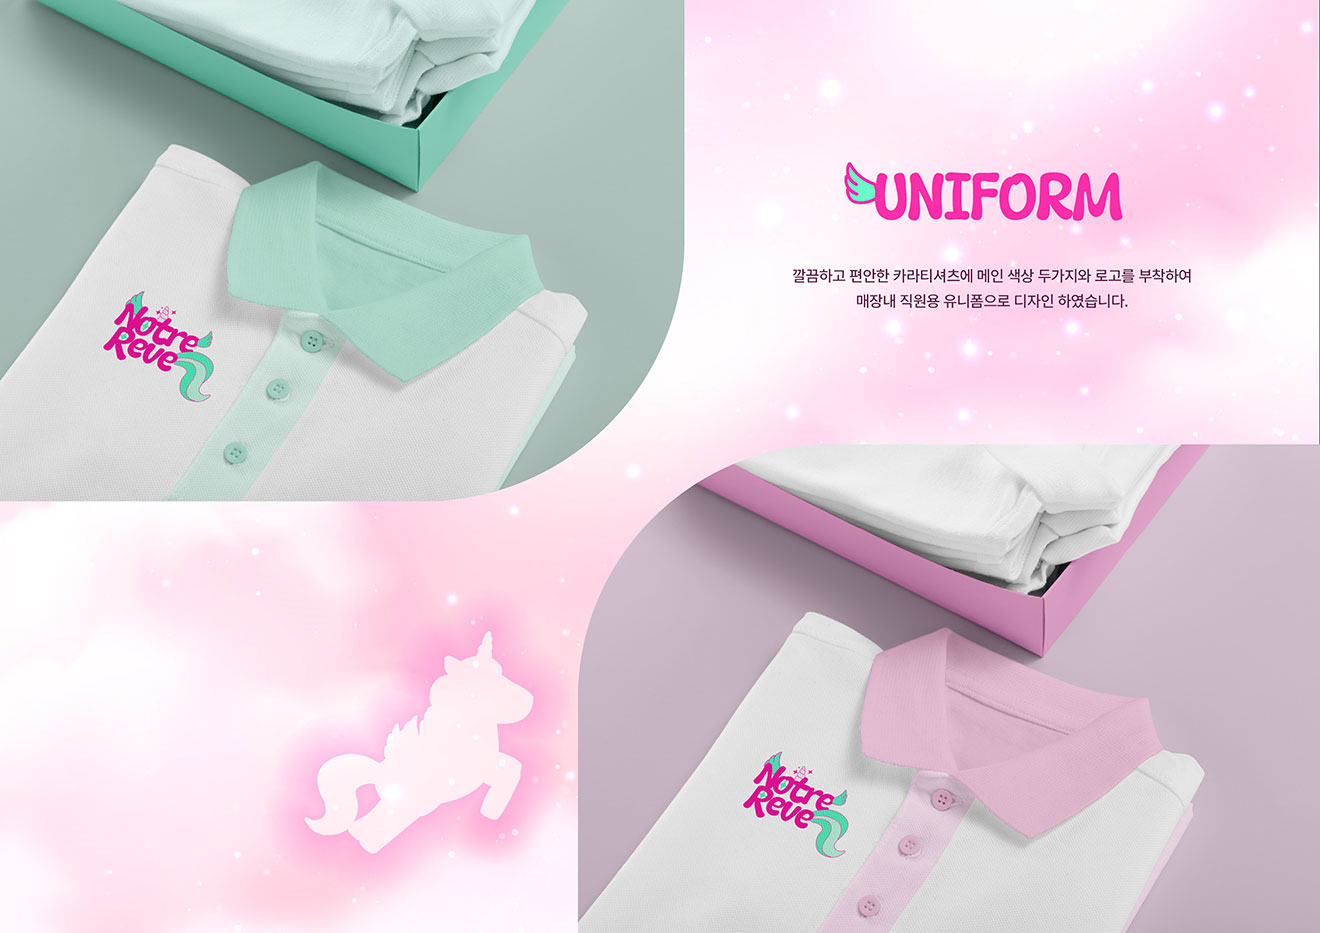 UNIFORM
깔끔하고 편안한 카라티셔츠에 메인 색상 두가지와 로고를 부착하여
매장내 직원용 유니폼으로 디자인 하였습니다.
Notre
Reve
Notre
Reve